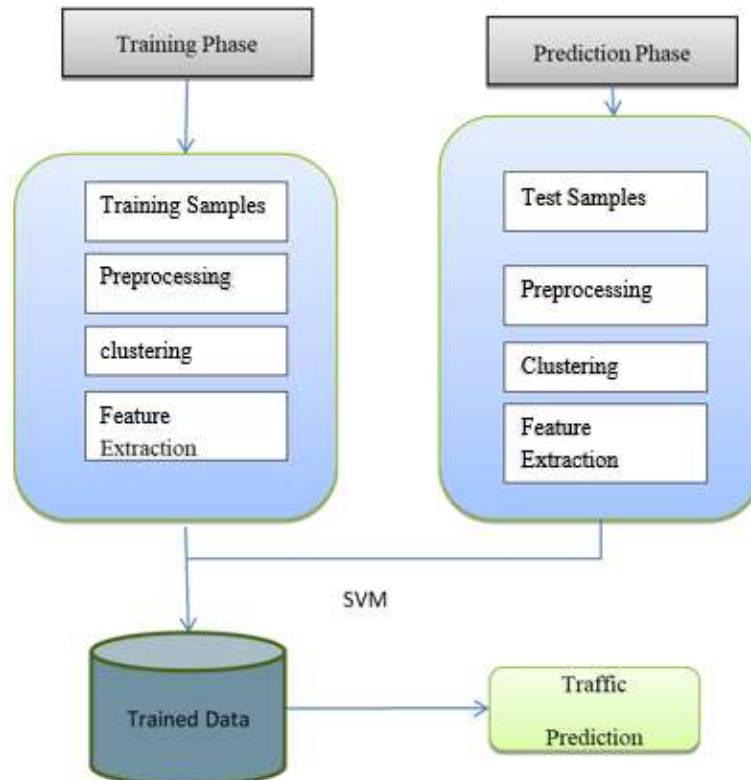 Training Phase
Prediction Phase
Training Samples
Preprocessing
clustering
Feature
Extraction
Test Samples
Preprocessing
Clustering
Feature
Extraction
SVM
Trained Data
Traffic
Prediction